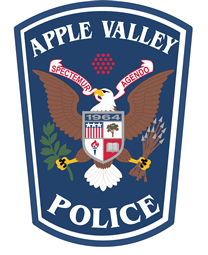 APPLE VALLEY
SPECTEMUR AGENDO
1964
POLICE